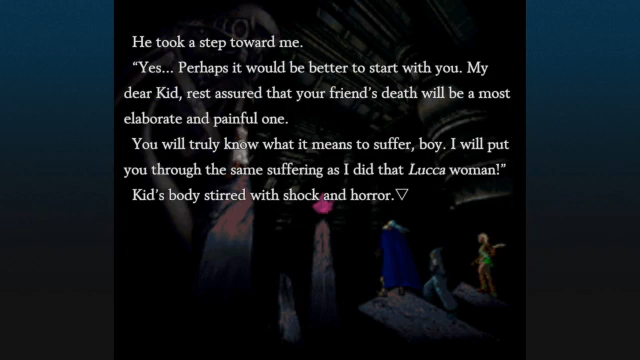 He took a step toward me.
“Yes... Perhaps it would be better to start with you. My
dear Kid, rest assured that your friend’s death will be a most
elaborate and painful one.
You will truly know what it means to suffer, boy. I will put
you through the same suffering as I did that Lucca woman!”
Kid’s body stirred with shock and horror.▽